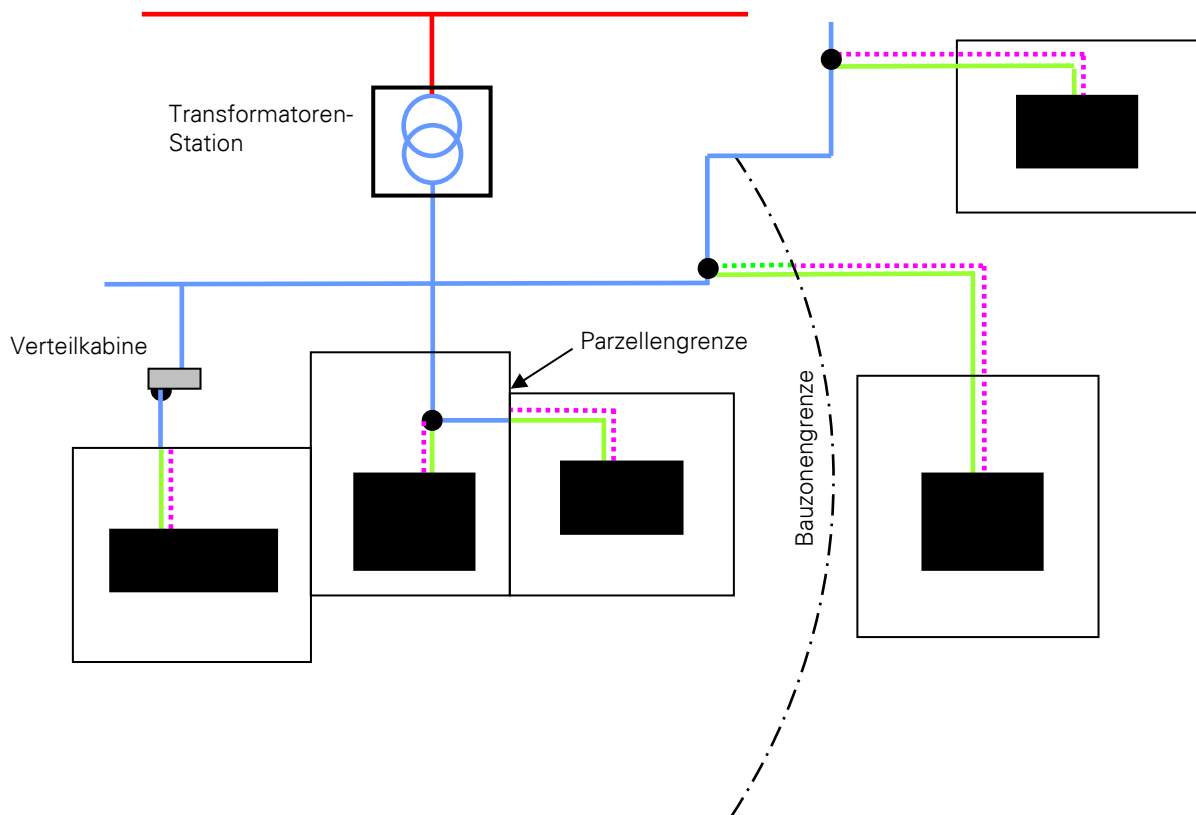 Transformatoren-
Station
Verteilkabine
Parzellengrenze
Bauzonengrenze